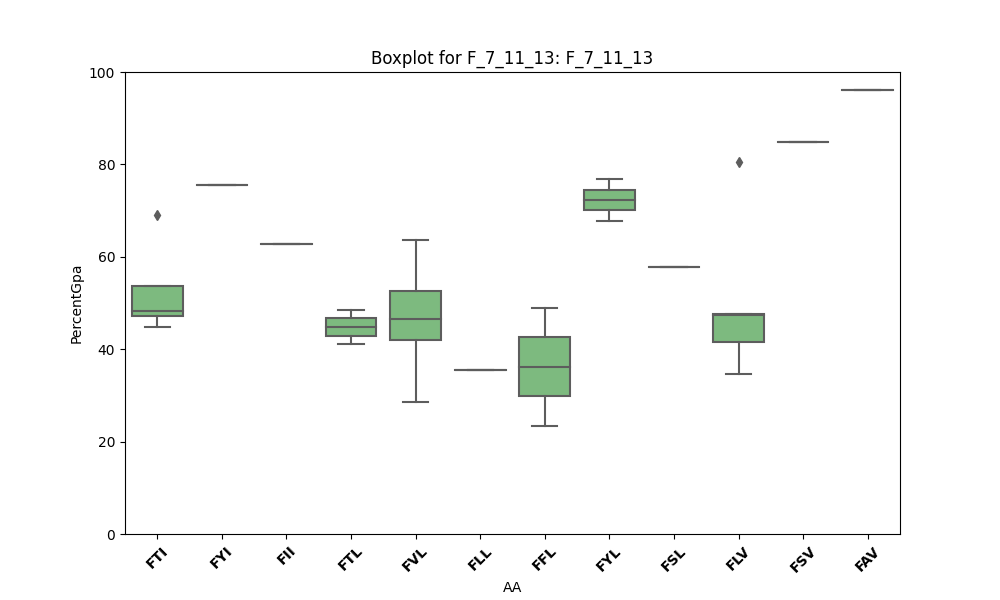 Boxplot for F_7_11_13: F_7_11_13
100
80
60
40
20
0
PercentGpa
FTI FYI FII FTL FVL FLL FFL FYL FSL FLV FSV FAV
AA